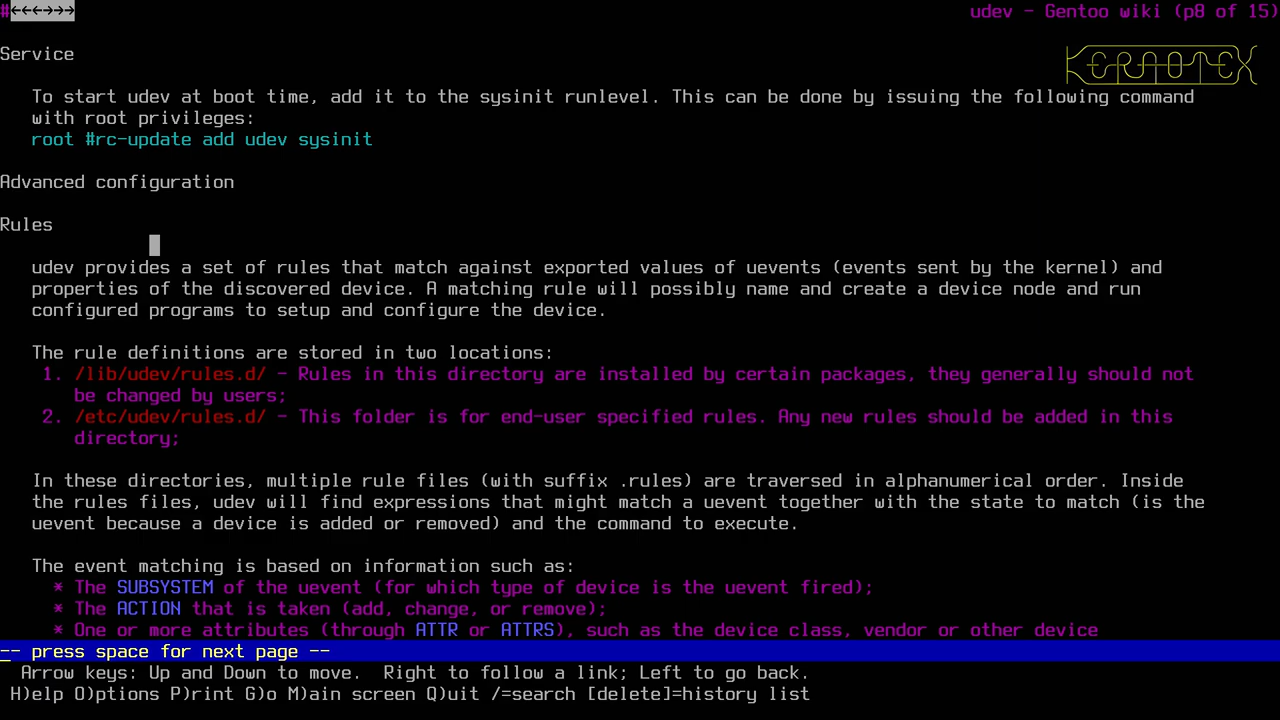 #←←←→→→ udev - Gentoo wiki (p8 of 15)
KERNOTEX
Service
To start udev at boot time, add it to the sysinit runlevel. This can be done by issuing the following command
with root privileges:
root #rc-update add udev sysinit
Advanced configuration
Rules
udev provides a set of rules that match against exported values of uevents (events sent by the kernel) and
properties of the discovered device. A matching rule will possibly name and create a device node and run
configured programs to setup and configure the device.
The rule definitions are stored in two locations:
1. /lib/udev/rules.d/ - Rules in this directory are installed by certain packages, they generally should not
be changed by users;
2. /etc/udev/rules.d/ - This folder is for end-user specified rules. Any new rules should be added in this
directory;
In these directories, multiple rule files (with suffix .rules) are traversed in alphanumerical order. Inside
the rules files, udev will find expressions that might match a uevent together with the state to match (is the
uevent because a device is added or removed) and the command to execute.
The event matching is based on information such as:
* The SUBSYSTEM of the uevent (for which type of device is the uevent fired);
* The ACTION that is taken (add, change, or remove);
* One or more attributes (through ATTR or ATTRS), such as the device class, vendor or other device
-- press space for next page --
Arrow keys: Up and Down to move. Right to follow a link; Left to go back.
H)elp O)ptions P)rint G)o M)ain screen Q)uit /=search [delete]=history list